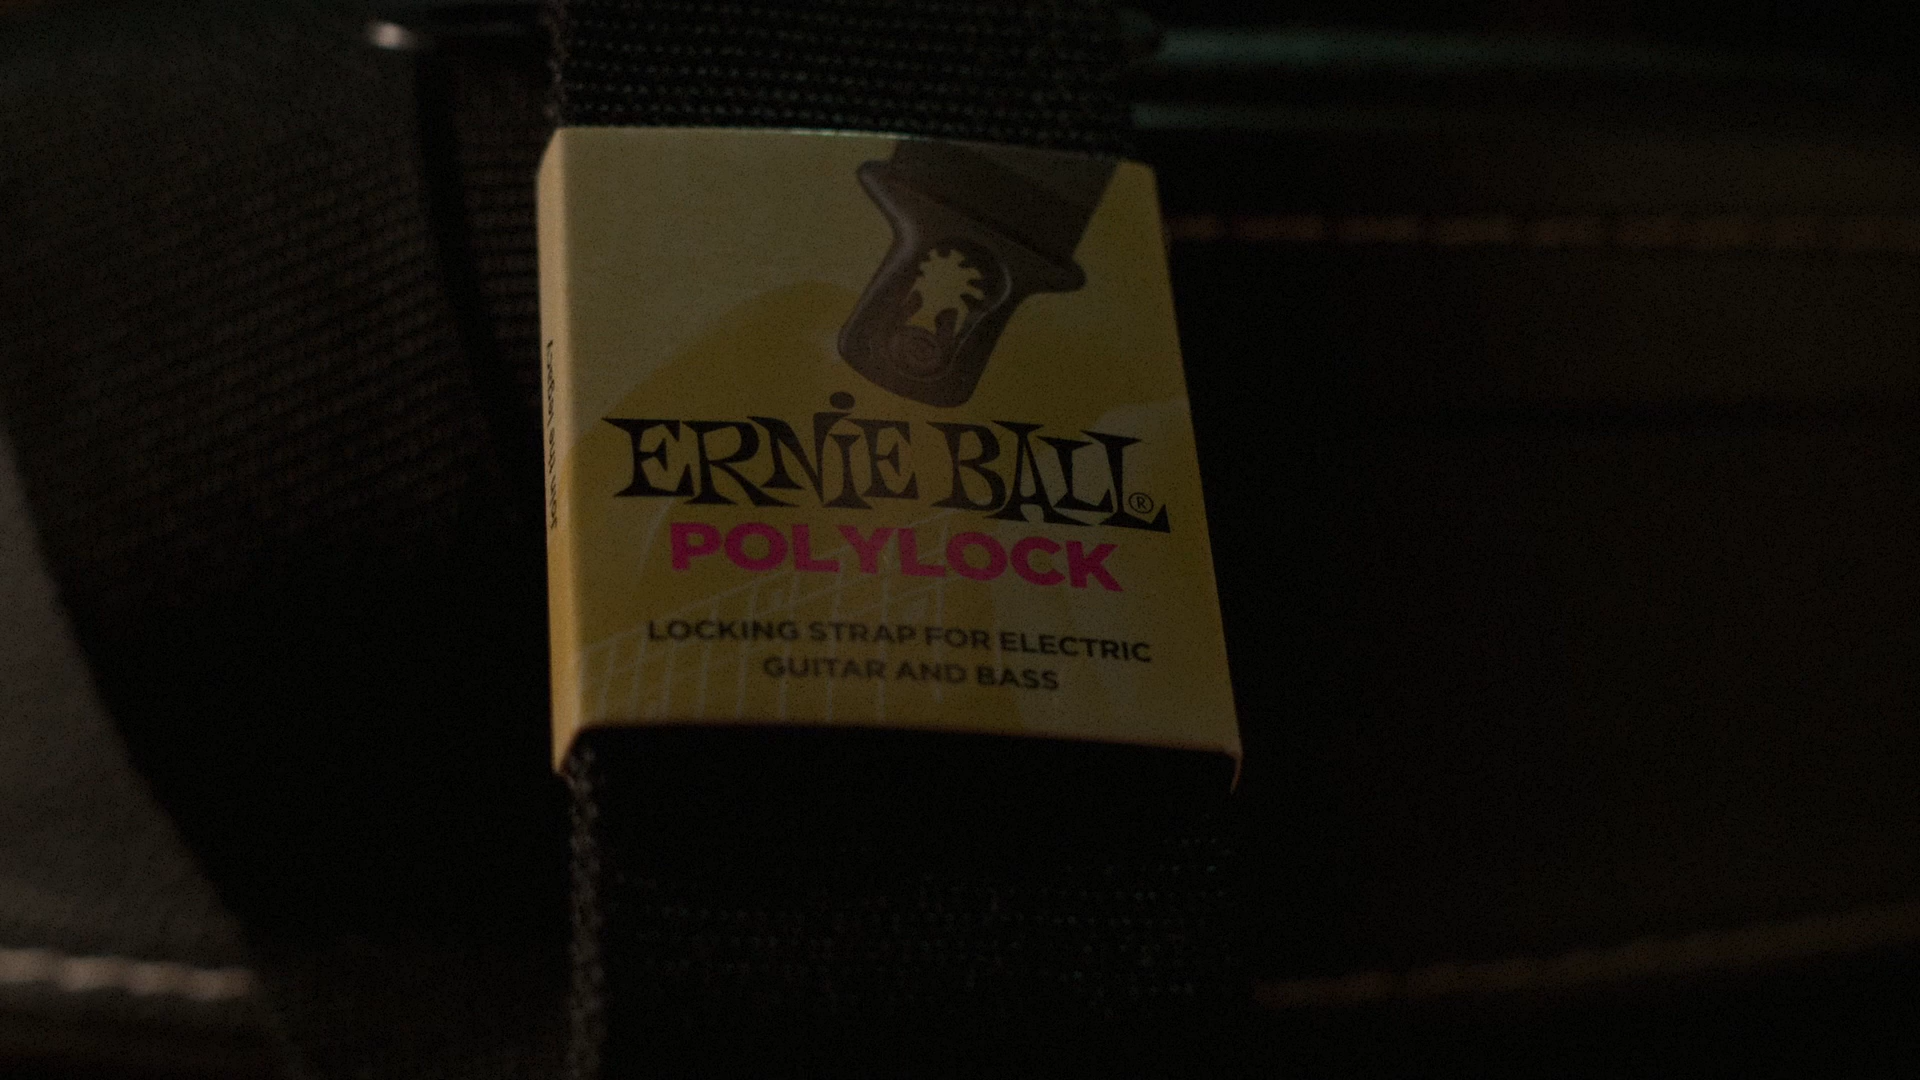 ERNiE BALL®
POLYLOCK
LOCKING STRAP FOR ELECTRIC
GUITAR AND BASS